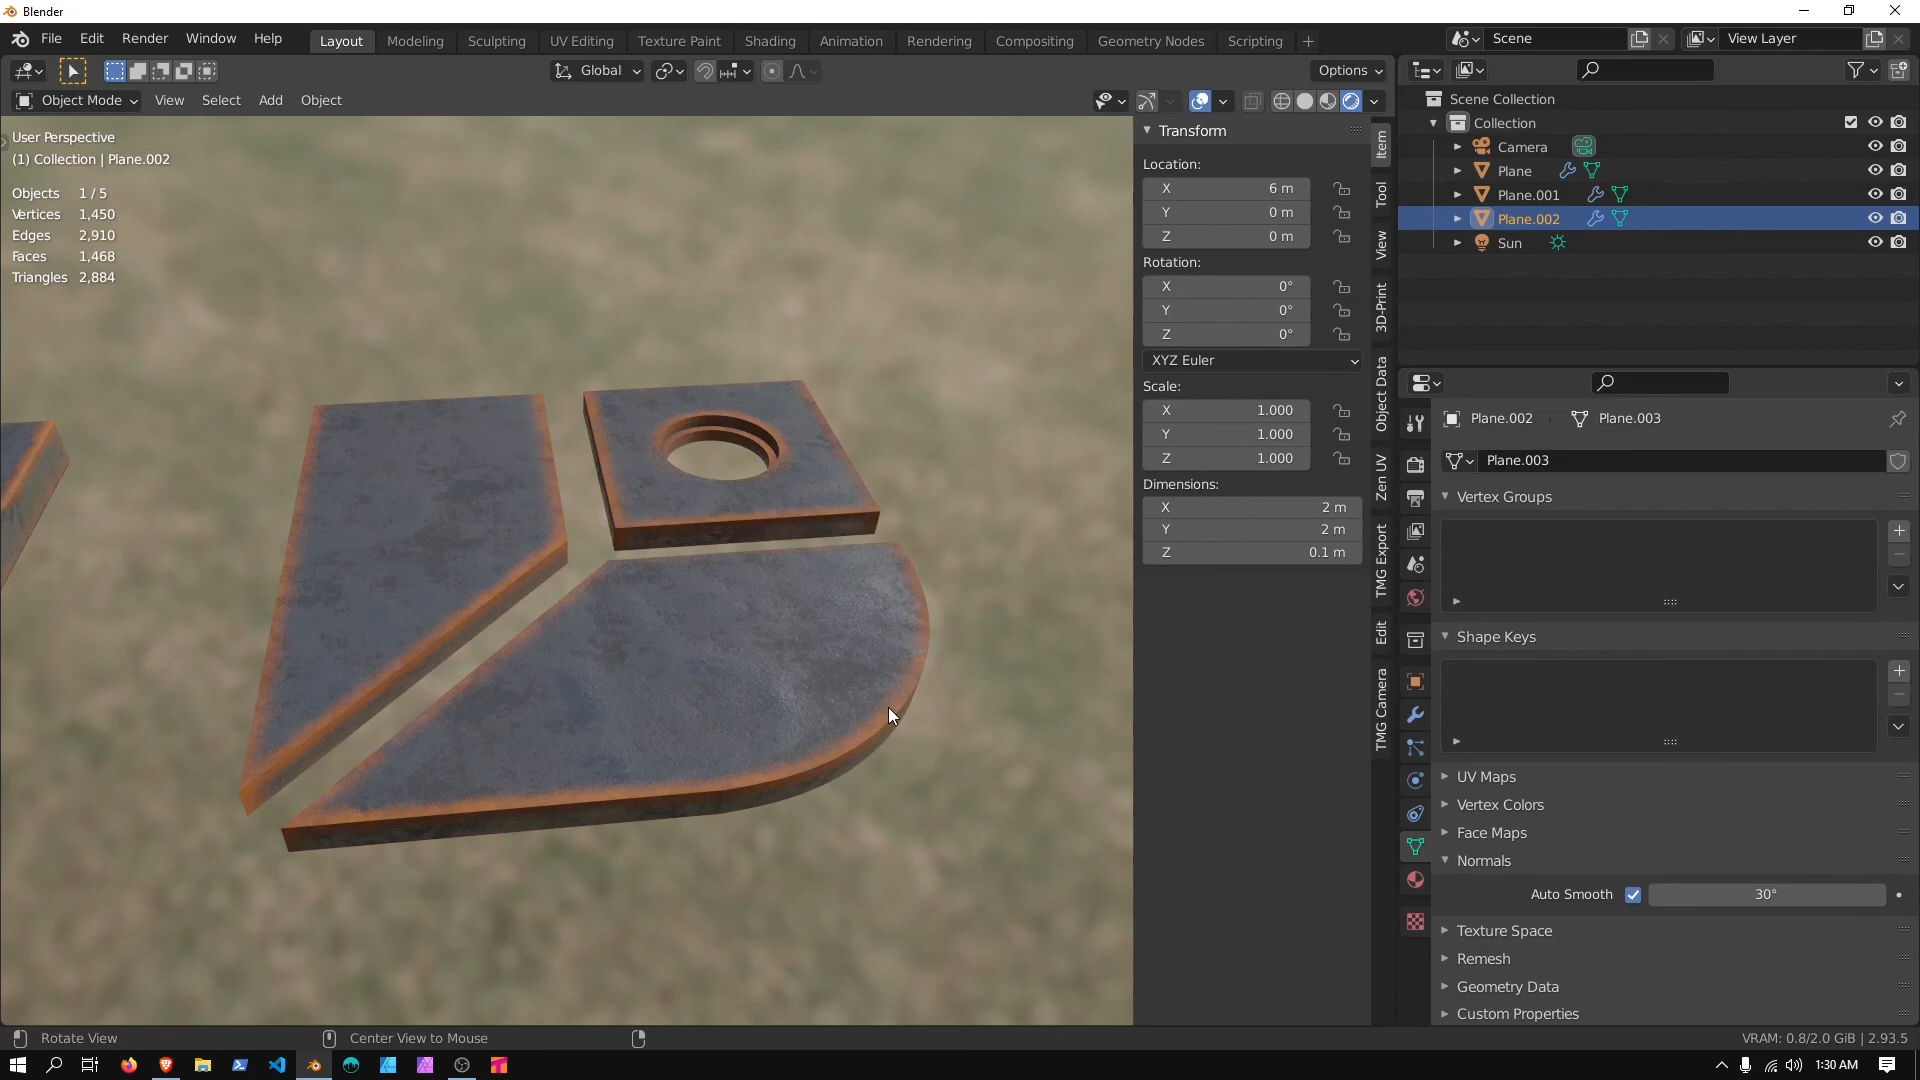 Blender
File Edit Render Window Help
Layout Modeling Sculpting UV Editing Texture Paint Shading Animation Rendering Compositing Geometry Nodes Scripting +
Scene
View Layer
Global
Options
Object Mode View Select Add Object
User Perspective
(1) Collection | Plane.002
Objects 1 / 5
Vertices 1,450
Edges 2,910
Faces 1,468
Triangles 2,884
Transform
Location:
X 6 m
Y 0 m
Z 0 m
Rotation:
X 0°
Y 0°
Z 0°
XYZ Euler
Scale:
X 1.000
Y 1.000
Z 1.000
Dimensions:
X 2 m
Y 2 m
Z 0.1 m
Item
Tool
View
3D-Print
Object Data
Zen UV
TMG Export
Edit
TMG Camera
Scene Collection
Collection
Camera
Plane
Plane.001
Plane.002
Sun
Plane.002 Plane.003
Plane.003
Vertex Groups
Shape Keys
UV Maps
Vertex Colors
Face Maps
Normals
Auto Smooth 30°
Texture Space
Remesh
Geometry Data
Custom Properties
Rotate View
Center View to Mouse
VRAM: 0.8/2.0 GiB | 2.93.5
1:30 AM